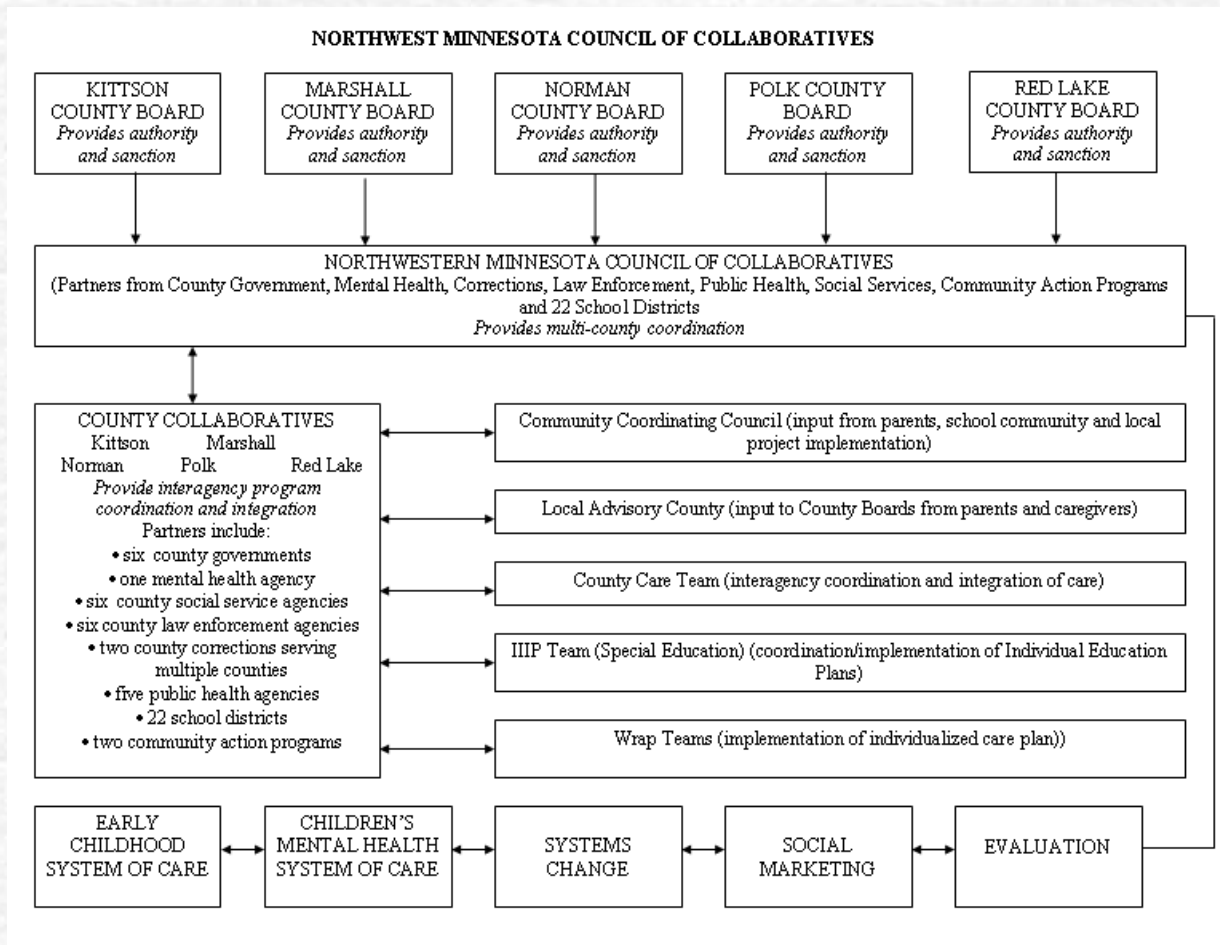 NORTHWEST MINNESOTA COUNCIL OF COLLABORATIVES
KITTSON
COUNTY BOARD
Provides authority
and sanction
MARSHALL
COUNTY BOARD
Provides authority
and sanction
NORMAN
COUNTY BOARD
Provides authority
and sanction
POLK COUNTY
BOARD
Provides authority
and sanction
RED LAKE
COUNTY BOARD
Provides authority
and sanction
NORTHWESTERN MINNESOTA COUNCIL OF COLLABORATIVES
(Partners from County Government, Mental Health, Corrections, Law Enforcement, Public Health, Social Services, Community Action Programs
and 22 School Districts
Provides multi-county coordination
COUNTY COLLABORATIVES
Kittson Marshall
Norman Polk Red Lake
Provide interagency program
coordination and integration
Partners include:
• six county governments
• one mental health agency
• six county social service agencies
• six county law enforcement agencies
• two county corrections serving
multiple counties
• five public health agencies
• 22 school districts
• two community action programs
Community Coordinating Council (input from parents, school community and local
project implementation)
Local Advisory County (input to County Boards from parents and caregivers)
County Care Team (interagency coordination and integration of care)
IIIP Team (Special Education) (coordination/implementation of Individual Education
Plans)
Wrap Teams (implementation of individualized care plan))
EARLY
CHILDHOOD
SYSTEM OF CARE
CHILDREN'S
MENTAL HEALTH
SYSTEM OF CARE
SYSTEMS
CHANGE
SOCIAL
MARKETING
EVALUATION